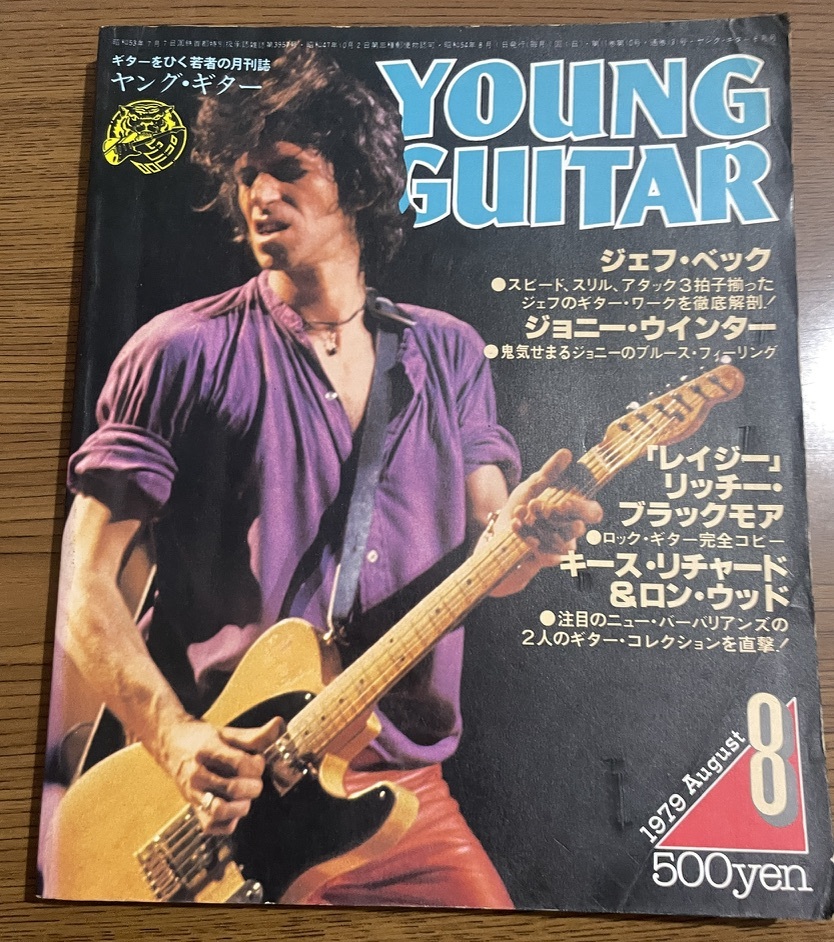 ギターをひく若者の月刊誌
ヤング・ギター
YOUNG
GUITAR
ジェフ・ベック
●スピード、スリル、アタック3拍子揃った
ジェフのギター・ワークを徹底解剖!
ジョニー・ウインター
●鬼気せまるジョニーのブルース・フィーリング
「レイジー」
リッチー・
ブラックモア
●ロック・ギター完全コピー
キース・リチャード
&ロン・ウッド
●注目のニュー・バーバリアンズの
2人のギター・コレクションを直撃!
8
1979 August
500yen